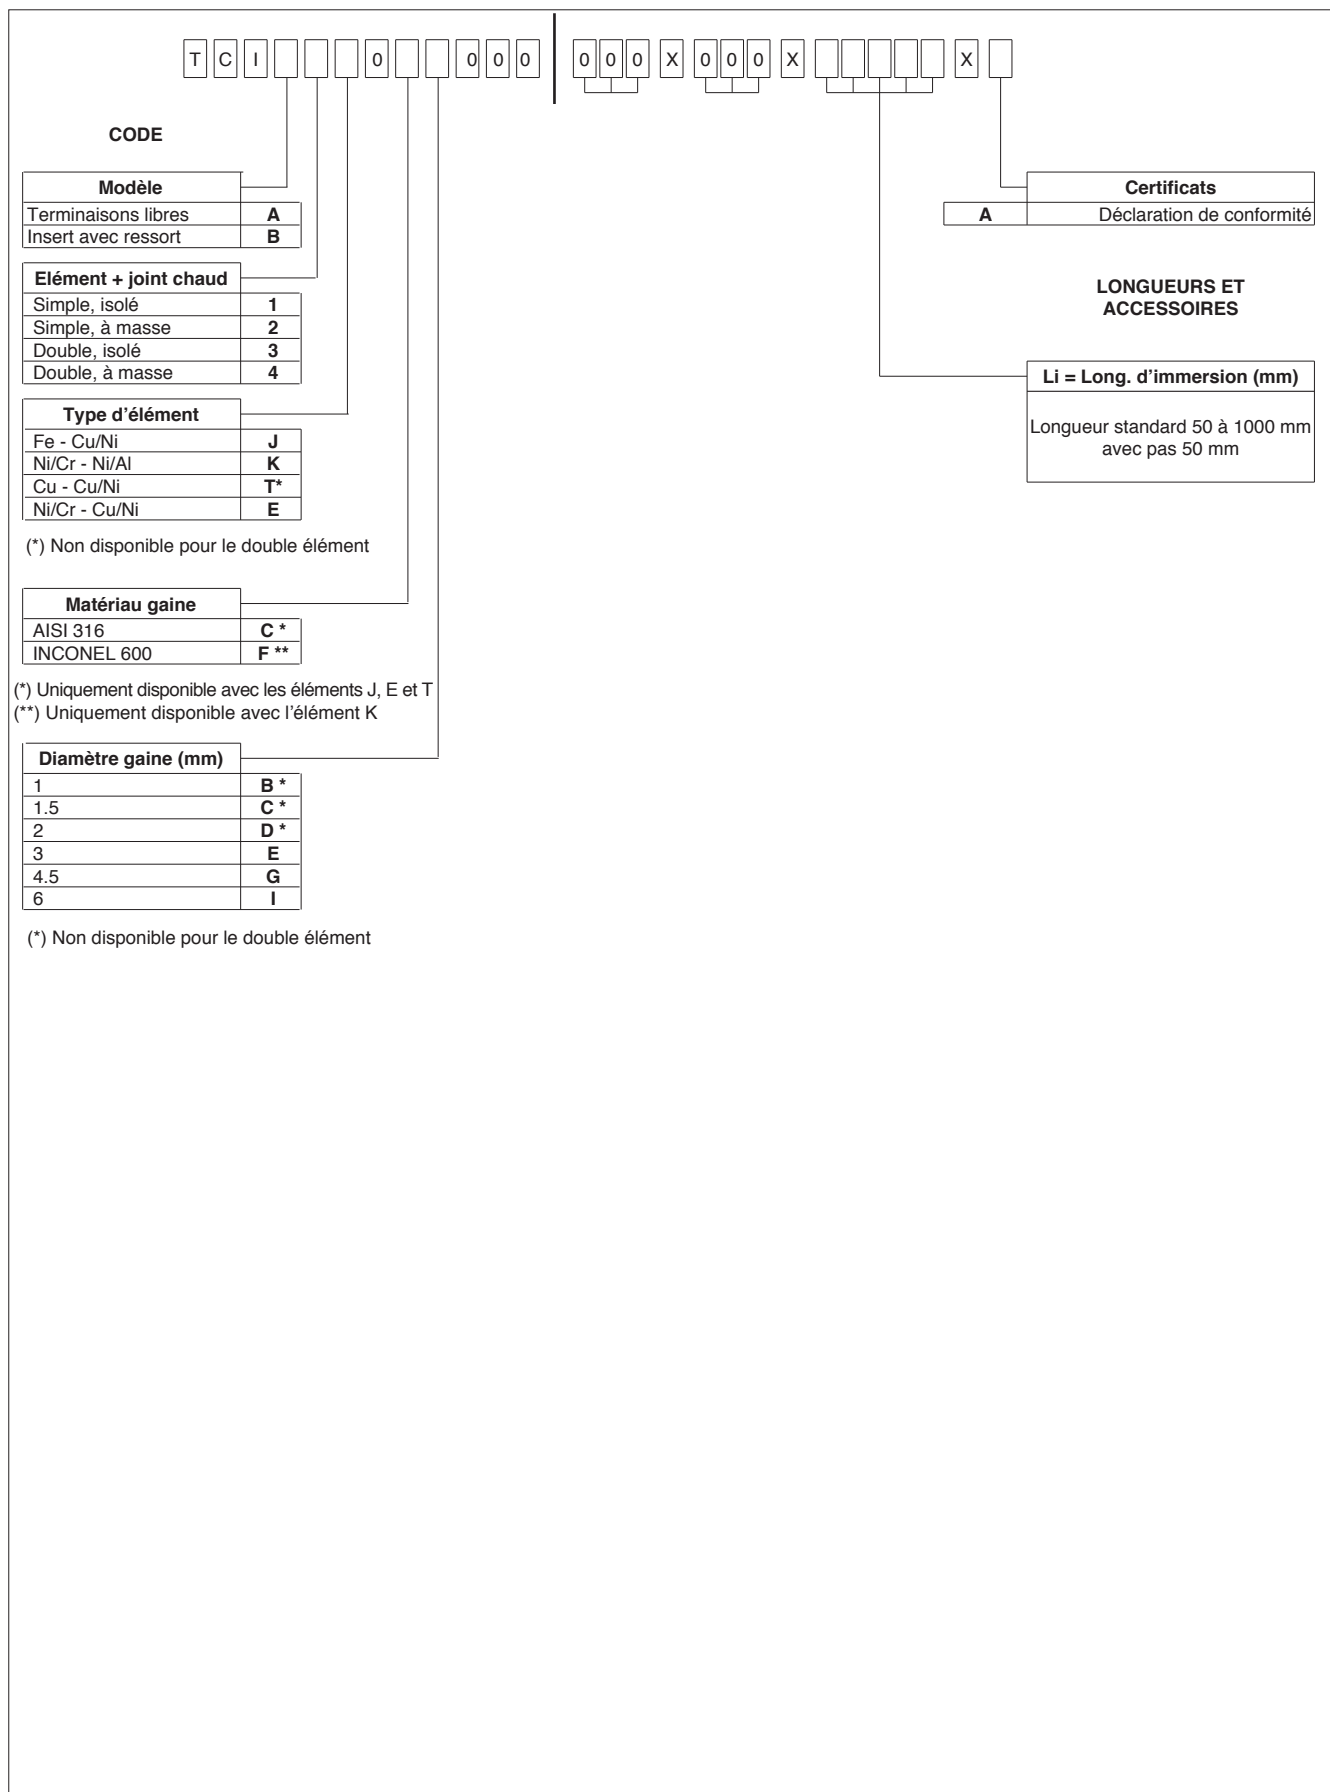 T C I 0 0 0 0 0 0 0 X 0 0 0 X X
CODE
Modèle
Terminaisons libres A
Insert avec ressort B
Elément + joint chaud
Simple, isolé 1
Simple, à masse 2
Double, isolé 3
Double, à masse 4
Type d'élément
Fe - Cu/Ni J
Ni/Cr - Ni/Al K
Cu - Cu/Ni T*
Ni/Cr - Cu/Ni E
(*) Non disponible pour le double élément
Matériau gaine
AISI 316 C *
INCONEL 600 F **
(*) Uniquement disponible avec les éléments J, E et T
(**) Uniquement disponible avec l'élément K
Diamètre gaine (mm)
1 B *
1.5 C *
2 D *
3 E
4.5 G
6 I
(*) Non disponible pour le double élément
Certificats
A Déclaration de conformité
LONGUEURS ET
ACCESSOIRES
Li = Long. d'immersion (mm)
Longueur standard 50 à 1000 mm
avec pas 50 mm